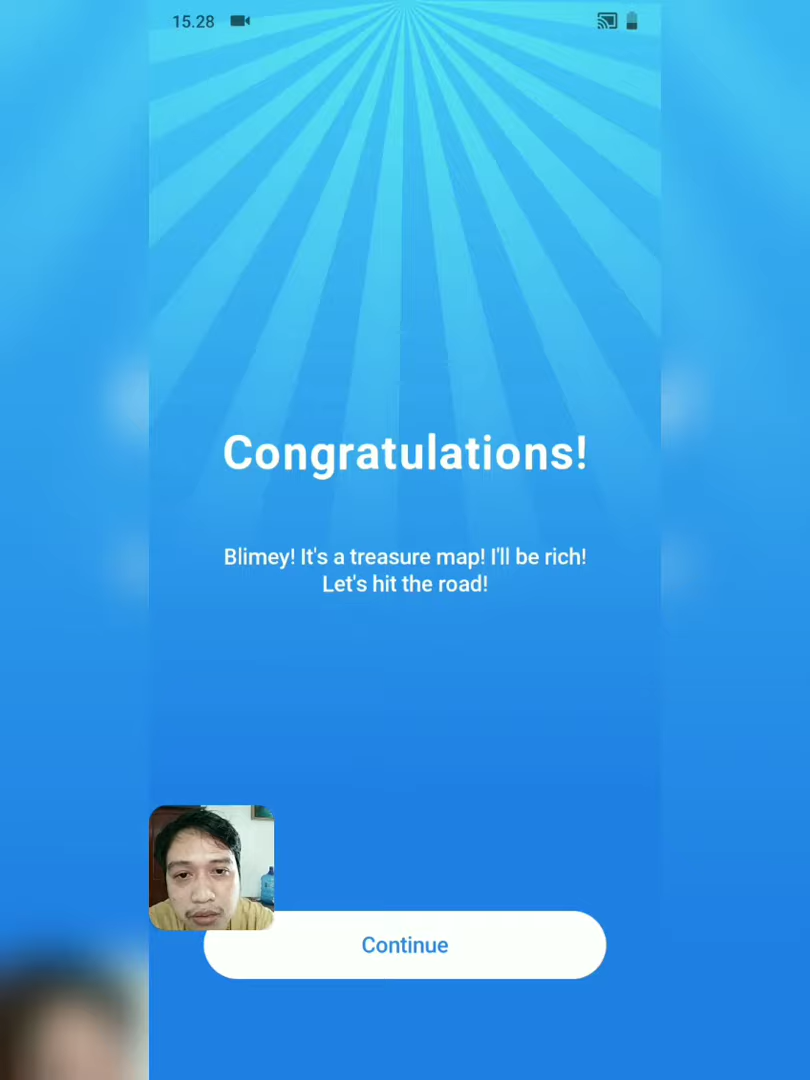 15.28
Congratulations!
Blimey! It's a treasure map! I'll be rich!
Let's hit the road!
Continue